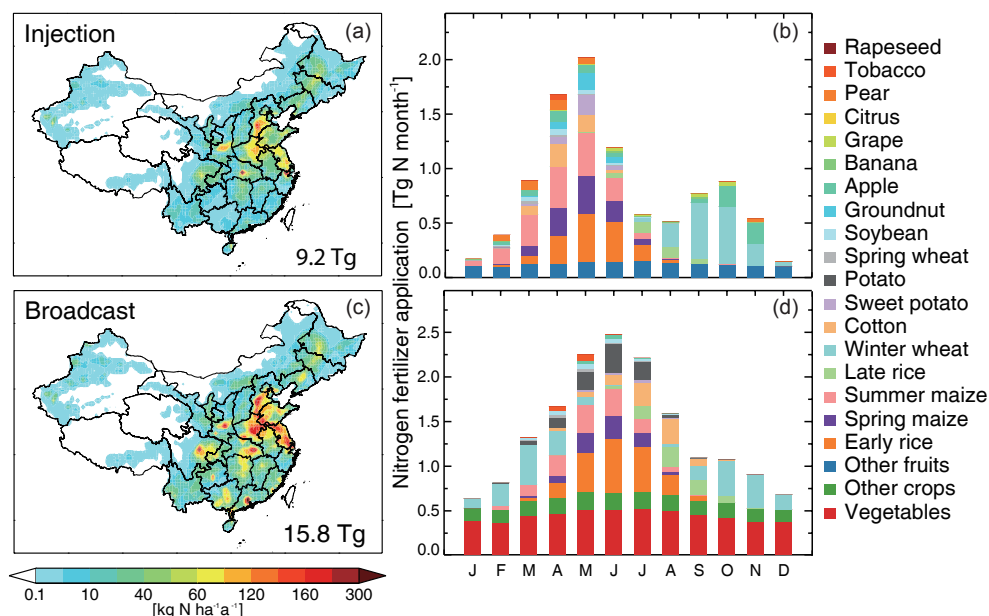 Injection
(a)
9.2 Tg
Broadcast
(c)
15.8 Tg
0.1 10 40 60 120 160 300
[kg N ha⁻¹a⁻¹]
Nitrogen fertilizer application [Tg N month⁻¹]
(b)
2.0
1.5
1.0
0.5
0.0
(d)
2.5
2.0
1.5
1.0
0.5
0.0
J F M A M J J A S O N D
Rapeseed
Tobacco
Pear
Citrus
Grape
Banana
Apple
Groundnut
Soybean
Spring wheat
Potato
Sweet potato
Cotton
Winter wheat
Late rice
Summer maize
Spring maize
Early rice
Other fruits
Other crops
Vegetables